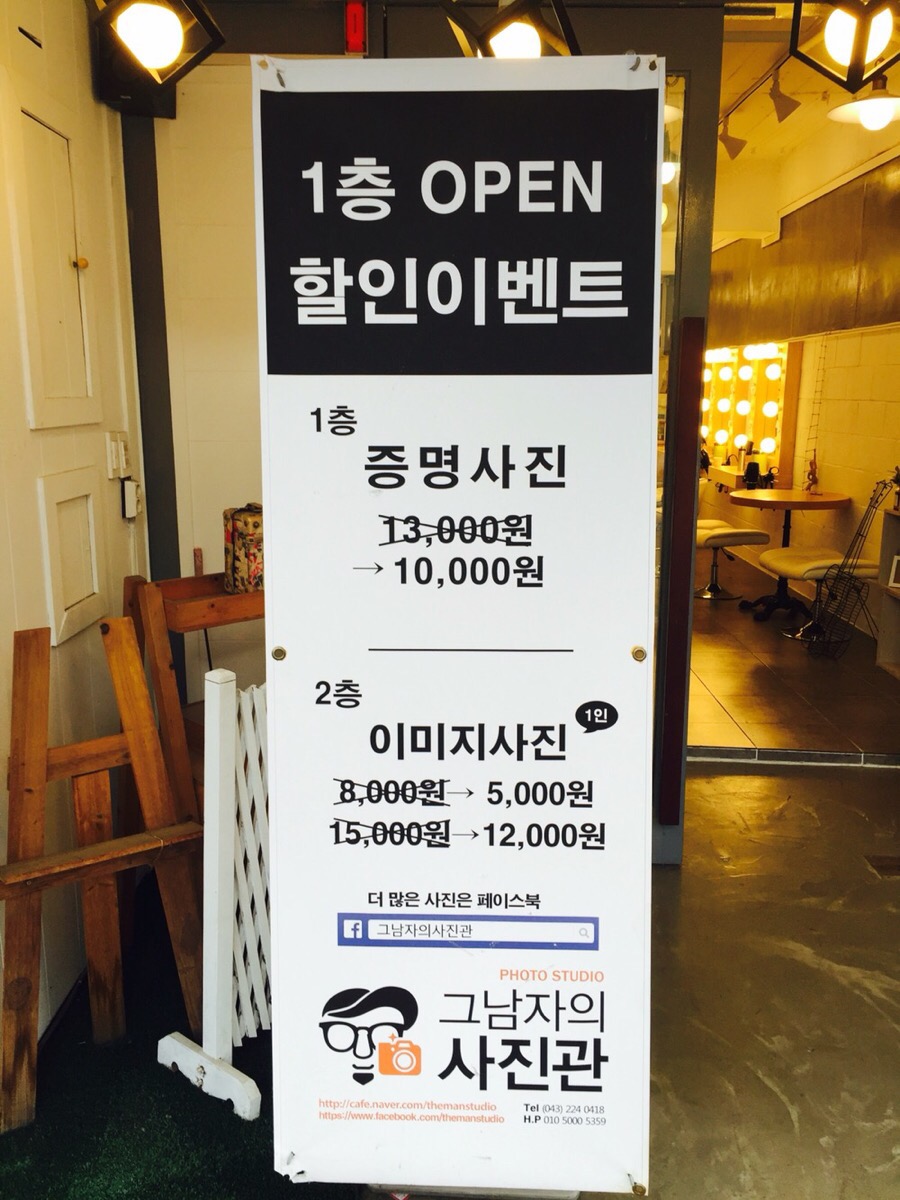 1층 OPEN
할인이벤트
1층
증명사진
13,000원
→ 10,000원
2층
이미지사진 1인
8,000원→ 5,000원
15,000원→12,000원
더 많은 사진은 페이스북
f 그남자의사진관
PHOTO STUDIO
그남자의
사진관
http://cafe.naver.com/themanstudio
https://www.facebook.com/themanstudio
Tel (043) 224 0418
H.P 010 5000 5359